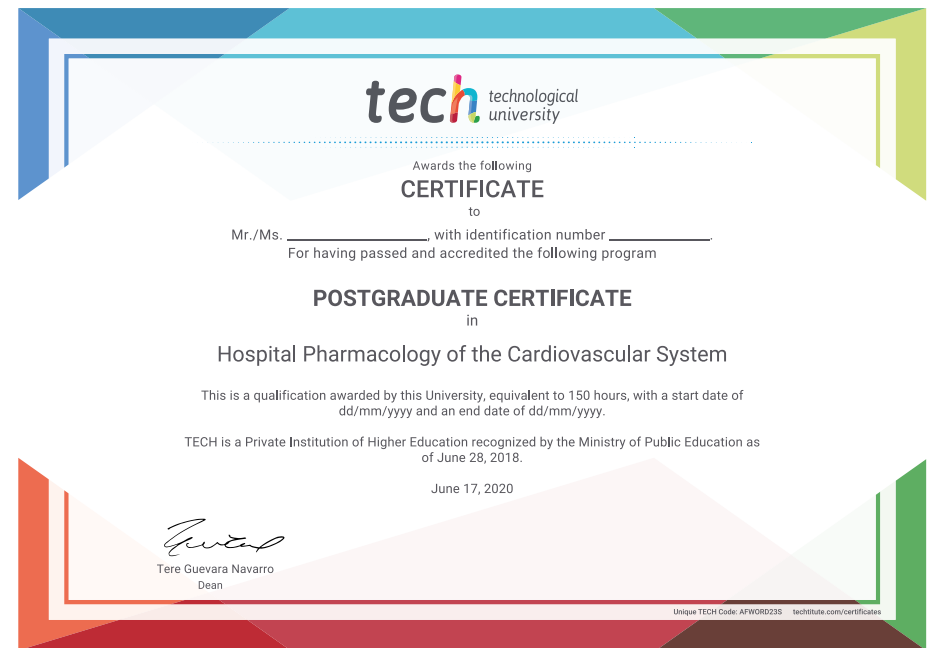 tech technological
university
Awards the following
CERTIFICATE
to
Mr./Ms. ____________________, with identification number ______________.
For having passed and accredited the following program
POSTGRADUATE CERTIFICATE
in
Hospital Pharmacology of the Cardiovascular System
This is a qualification awarded by this University, equivalent to 150 hours, with a start date of
dd/mm/yyyy and an end date of dd/mm/yyyy.
TECH is a Private Institution of Higher Education recognized by the Ministry of Public Education as
of June 28, 2018.
June 17, 2020
Tere Guevara Navarro
Dean
Unique TECH Code: AFWORD23S techtitute.com/certificates